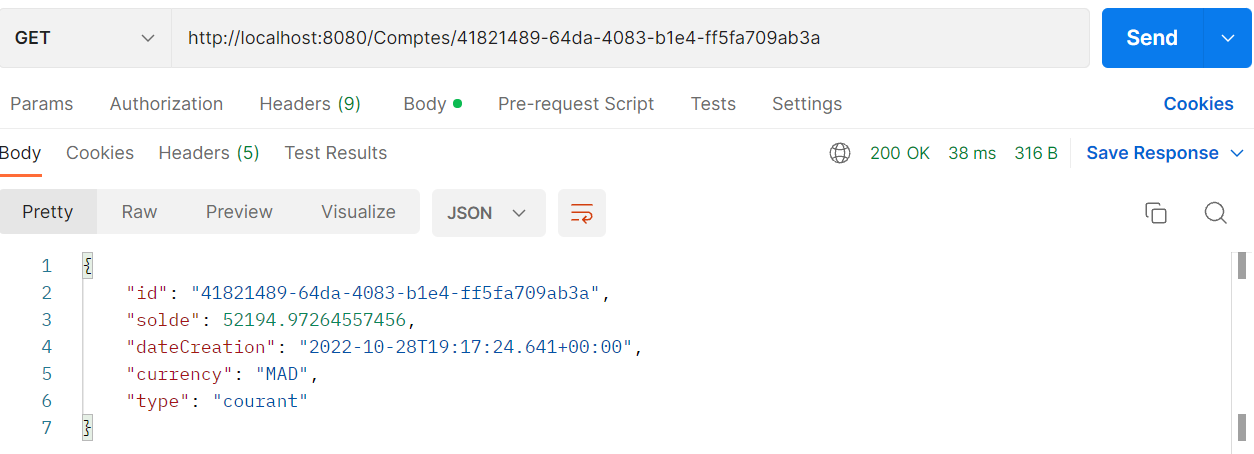 GET http://localhost:8080/Comptes/41821489-64da-4083-b1e4-ff5fa709ab3a Send
Params Authorization Headers (9) Body Pre-request Script Tests Settings Cookies
Body Cookies Headers (5) Test Results 200 OK 38 ms 316 B Save Response
Pretty Raw Preview Visualize JSON
1 {
2 "id": "41821489-64da-4083-b1e4-ff5fa709ab3a",
3 "solde": 52194.97264557456,
4 "dateCreation": "2022-10-28T19:17:24.641+00:00",
5 "currency": "MAD",
6 "type": "courant"
7 }